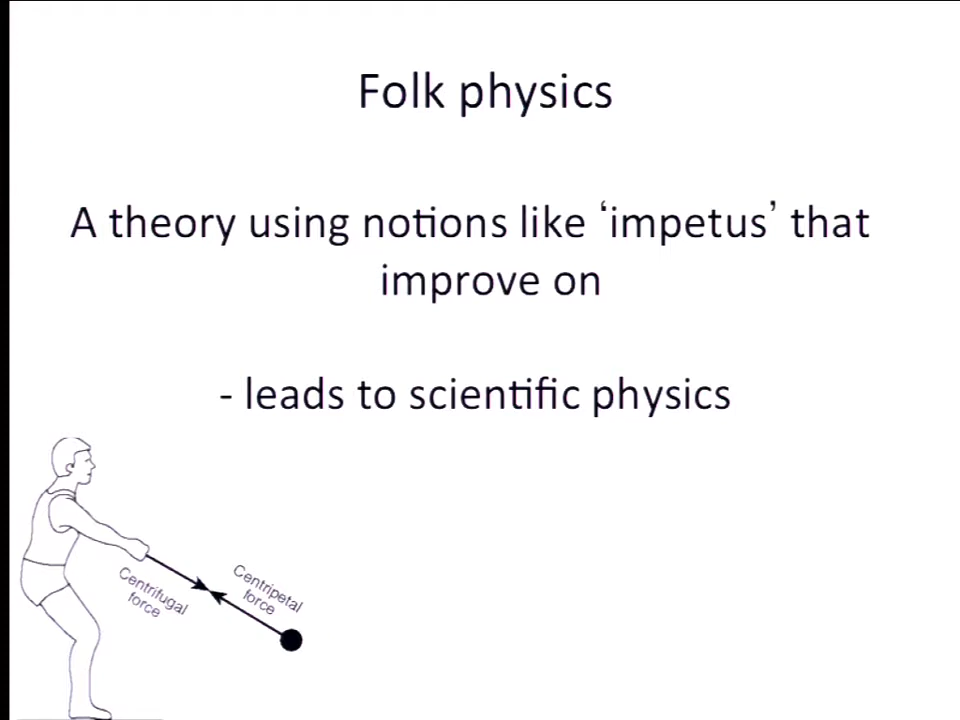 Folk physics
A theory using notions like ‘impetus’ that
improve on
- leads to scientific physics
Centrifugal
force
Centripetal
force